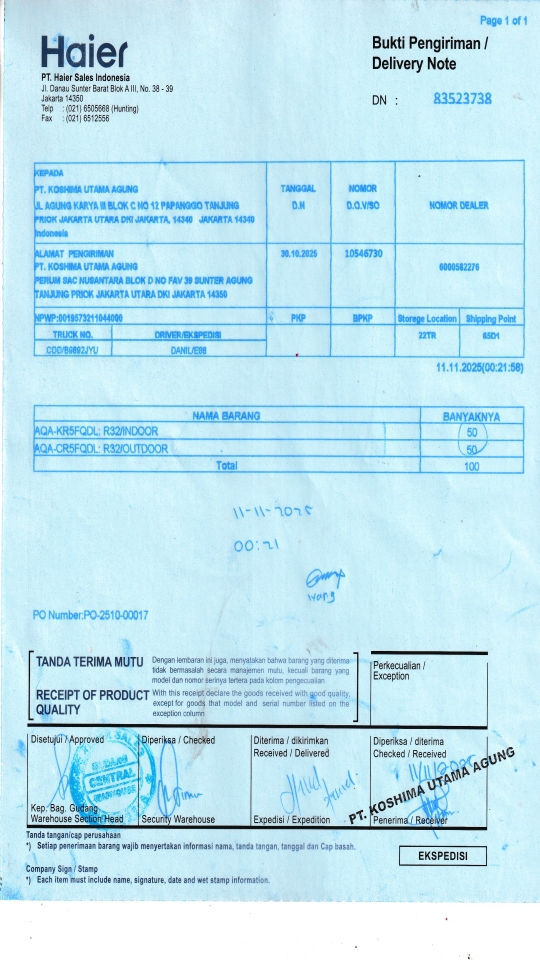 Page 1 of 1
Haier
Bukti Pengiriman /
Delivery Note
PT. Haier Sales Indonesia
Jl. Danau Sunter Barat Blok A III, No. 38 - 39
Jakarta 14350
Telp : (021) 6505668 (Hunting)
Fax : (021) 6512556
DN : 83523738
KEPADA
PT. KOSHIMA UTAMA AGUNG
JL AGUNG KARYA III BLOK C NO 12 PAPANGGO TANJUNG
PRIOK JAKARTA UTARA DKI JAKARTA, 14340 JAKARTA 14340
Indonesia
TANGGAL
D.N
NOMOR
D.O.V/SO
NOMOR DEALER
ALAMAT PENGIRIMAN
PT. KOSHIMA UTAMA AGUNG
PERUM SAC NUSANTARA BLOK D NO FAV 39 SUNTER AGUNG
TANJUNG PRIOK JAKARTA UTARA DKI JAKARTA 14350
30.10.2025
10546730
6000582276
NPWP:0019573211044000
PKP
BPKP
Storage Location
Shipping Point
TRUCK NO.
DRIVER/EKSPEDISI
22TR
65D1
CDD/B9892JYU
DANIL/E98
11.11.2025(00:21:58)
NAMA BARANG
BANYAKNYA
AQA-KR5FQDL: R32/INDOOR
50
AQA-CR5FQDL: R32/OUTDOOR
50
Total
100
11-11-2025
00:21
wang
PO Number:PO-2510-00017
TANDA TERIMA MUTU
Dengan lembaran ini juga, menyatakan bahwa barang yang diterima
tidak bermasalah secara manajemen mutu, kecuali barang yang
model dan nomor serinya tertera pada kolom pengecualian
RECEIPT OF PRODUCT
QUALITY
With this receipt declare the goods received with good quality,
except for goods that model and serial number listed on the
exception column
Perkecualian /
Exception
Disetujui / Approved
Diperiksa / Checked
Diterima / dikirimkan
Received / Delivered
Diperiksa / diterima
Checked / Received
GUDANG
CENTRAL
WAREHOUSE
PT. KOSHIMA UTAMA AGUNG
Kep. Bag. Gudang
Warehouse Section Head
Security Warehouse
Expedisi / Expedition
Penerima / Receiver
Tanda tangan/cap perusahaan
*) Setiap penerimaan barang wajib menyertakan informasi nama, tanda tangan, tanggal dan Cap basah.
EKSPEDISI
Company Sign / Stamp
*) Each item must include name, signature, date and wet stamp information.